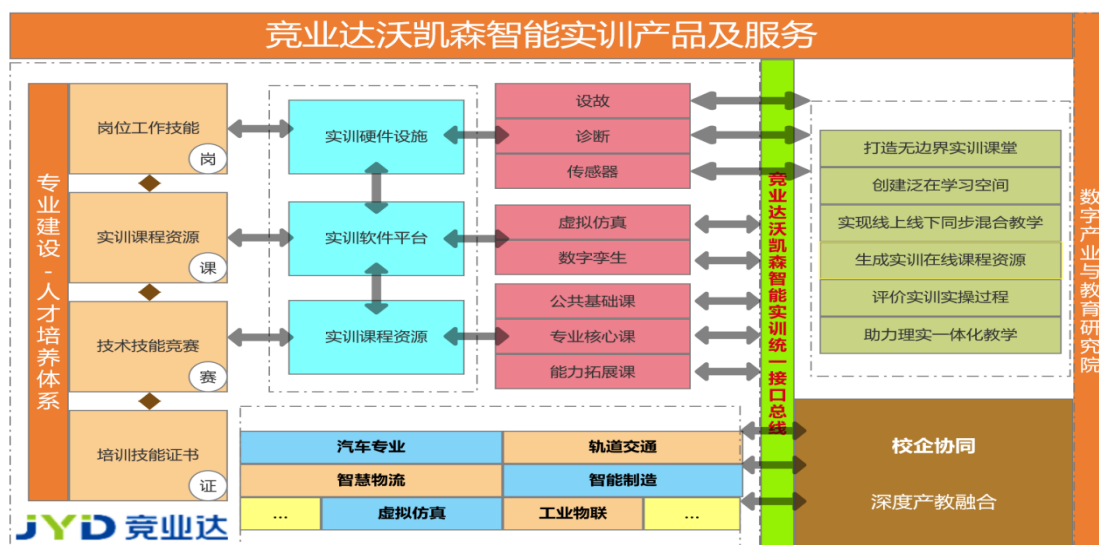 竞业达沃凯森智能实训产品及服务
专业建设-人才培养体系
岗位工作技能
岗
实训课程资源
课
技术技能竞赛
赛
培训技能证书
证
实训硬件设施
实训软件平台
实训课程资源
设故
诊断
传感器
虚拟仿真
数字孪生
公共基础课
专业核心课
能力拓展课
竞业达沃凯森智能实训统一接口总线
打造无边界实训课堂
创建泛在学习空间
实现线上线下同步混合教学
生成实训在线课程资源
评价实训实操过程
助力理实一体化教学
数字产业与教育研究院
汽车专业
轨道交通
智慧物流
智能制造
...
虚拟仿真
工业物联
...
校企协同
深度产教融合
JYD 竞业达